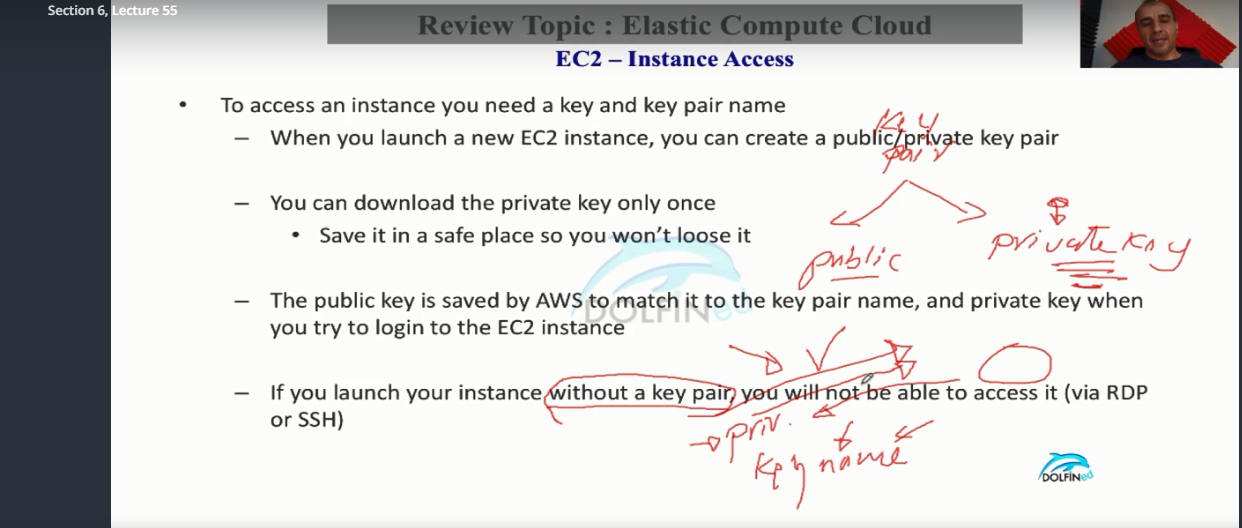 Section 6, Lecture 55
Review Topic : Elastic Compute Cloud
EC2 – Instance Access
• To access an instance you need a key and key pair name
– When you launch a new EC2 instance, you can create a public/private key pair
key
pair
– You can download the private key only once
• Save it in a safe place so you won't loose it
public
private key
– The public key is saved by AWS to match it to the key pair name, and private key when
you try to login to the EC2 instance
DOLFINed
– If you launch your instance without a key pair, you will not be able to access it (via RDP
or SSH)
priv.
key name
DOLFINed